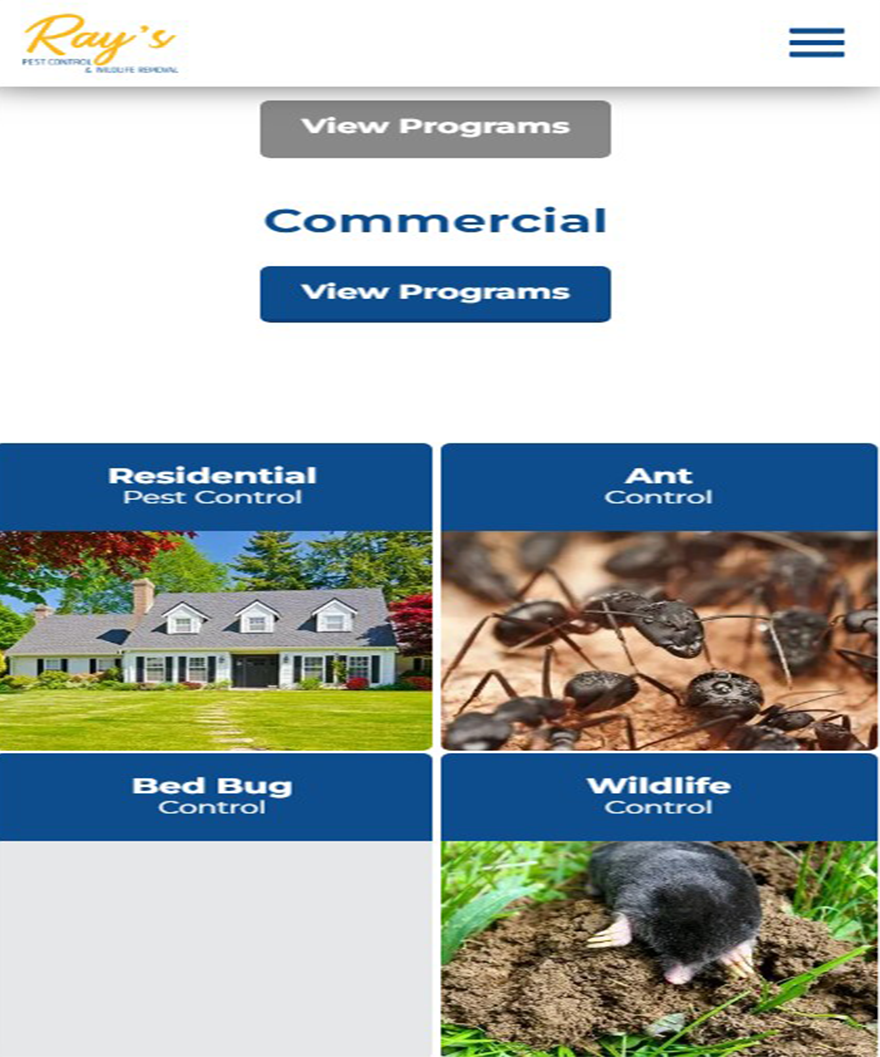 Ray's
PEST CONTROL
& WILDLIFE REMOVAL
View Programs
Commercial
View Programs
Residential
Pest Control
Ant
Control
Bed Bug
Control
Wildlife
Control